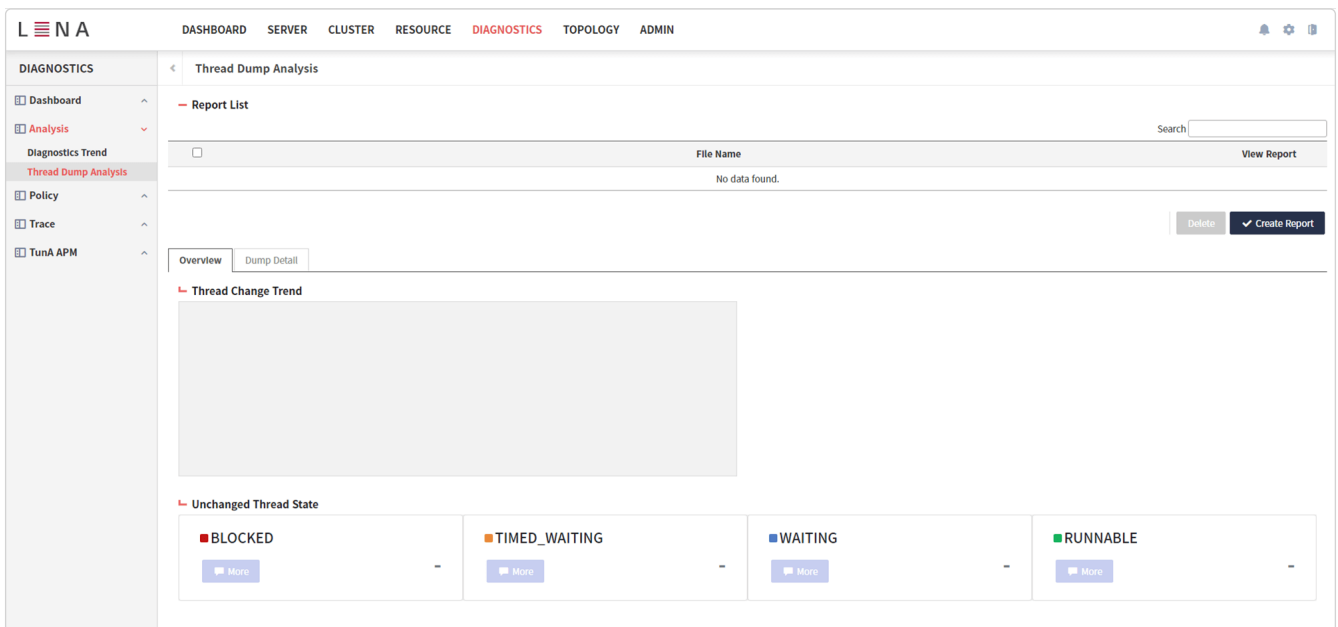 LENA
DASHBOARD SERVER CLUSTER RESOURCE DIAGNOSTICS TOPOLOGY ADMIN
DIAGNOSTICS
Thread Dump Analysis
Dashboard
Analysis
Diagnostics Trend
Thread Dump Analysis
Policy
Trace
TunA APM
Report List
Search
File Name View Report
No data found.
Delete Create Report
Overview Dump Detail
Thread Change Trend
Unchanged Thread State
BLOCKED TIMED_WAITING WAITING RUNNABLE
More - More - More - More -